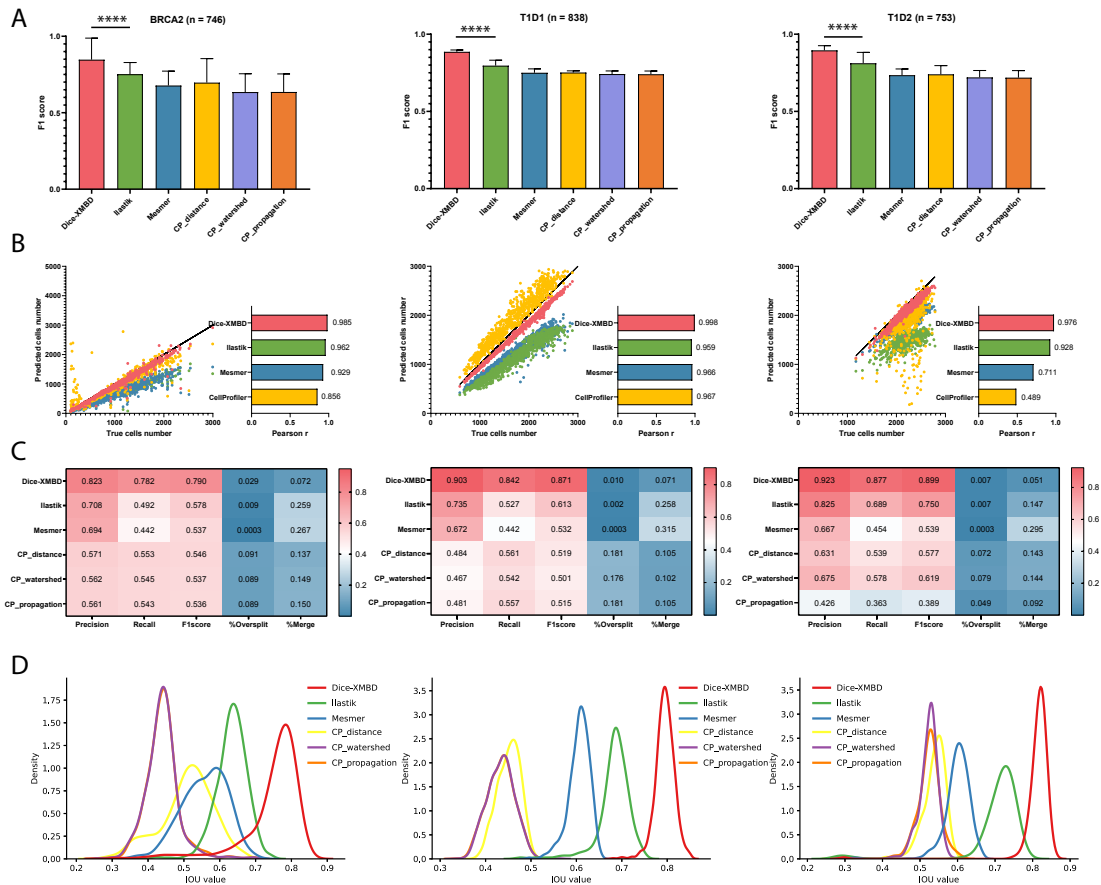 A
BRCA2 (n = 746)
T1D1 (n = 838)
T1D2 (n = 753)
****
****
****
F1 score
1.0
0.5
0.0
Dice-XMBD
Ilastik
Mesmer
CP_distance
CP_watershed
CP_propagation
F1 score
1.0
0.5
0.0
Dice-XMBD
Ilastik
Mesmer
CP_distance
CP_watershed
CP_propagation
F1 score
1.0
0.5
0.0
Dice-XMBD
Ilastik
Mesmer
CP_distance
CP_watershed
CP_propagation
B
Predicted cells number
5000
4000
3000
2000
1000
0
0 1000 2000 3000
True cells number
Dice-XMBD 0.985
Ilastik 0.962
Mesmer 0.929
CellProfiler 0.856
0 1
Pearson r
Predicted cells number
3000
2000
1000
0
0 1000 2000 3000
True cells number
Dice-XMBD 0.998
Ilastik 0.959
Mesmer 0.966
CellProfiler 0.967
0 1
Pearson r
Predicted cells number
3000
2000
1000
0
0 1000 2000 3000
True cells number
Dice-XMBD 0.976
Ilastik 0.928
Mesmer 0.711
CellProfiler 0.489
0 1
Pearson r
C
Dice-XMBD 0.823 0.782 0.790 0.029 0.072
Ilastik 0.708 0.492 0.578 0.009 0.259
Mesmer 0.694 0.442 0.537 0.0003 0.267
CP_distance 0.571 0.553 0.546 0.091 0.137
CP_watershed 0.562 0.545 0.537 0.089 0.149
CP_propagation 0.561 0.543 0.536 0.089 0.150
Precision Recall F1score %Oversplit %Merge
0.8
0.6
0.4
0.2
Dice-XMBD 0.903 0.842 0.871 0.010 0.071
Ilastik 0.735 0.527 0.613 0.002 0.258
Mesmer 0.672 0.442 0.532 0.0003 0.315
CP_distance 0.484 0.561 0.519 0.181 0.105
CP_watershed 0.467 0.542 0.501 0.176 0.102
CP_propagation 0.481 0.557 0.515 0.181 0.105
Precision Recall F1score %Oversplit %Merge
0.8
0.6
0.4
0.2
Dice-XMBD 0.923 0.877 0.899 0.007 0.051
Ilastik 0.825 0.689 0.750 0.007 0.147
Mesmer 0.667 0.454 0.539 0.0003 0.295
CP_distance 0.631 0.539 0.577 0.072 0.143
CP_watershed 0.675 0.578 0.619 0.079 0.144
CP_propagation 0.426 0.363 0.389 0.049 0.092
Precision Recall F1score %Oversplit %Merge
0.8
0.6
0.4
0.2
D
Density
1.75
1.50
1.25
1.00
0.75
0.50
0.25
0,00
Dice-XMBD
Ilastik
Mesmer
CP_distance
CP_watershed
CP_propagation
0.2 0.3 0.4 0.5 0.6 0.7 0.8 0.9
IOU value
Density
3.5
3.0
2.5
2.0
1.5
1.0
0.5
0.0
Dice-XMBD
Ilastik
Mesmer
CP_distance
CP_watershed
CP_propagation
0.3 0.4 0.5 0.6 0.7 0.8
IOU value
Density
3,5
3.0
2.5
2.0
1.5
1.0
0.5
0.0
Dice-XMBD
Ilastik
Mesmer
CP_distance
CP_watershed
CP_propagation
0.2 0.3 0.4 0.5 0.6 0.7 0.8 0.9
IOU value